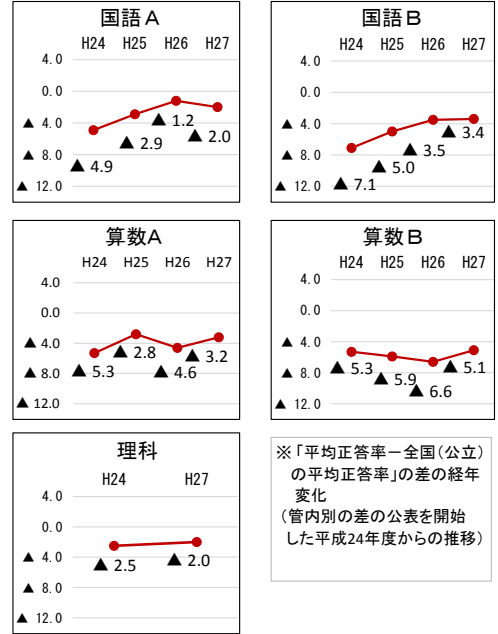 国語A
H24 H25 H26 H27
4.0
0.0
▲ 4.0
▲ 8.0
▲ 12.0
▲ 4.9
▲ 2.9
▲ 1.2
▲ 2.0
国語B
H24 H25 H26 H27
4.0
0.0
▲ 4.0
▲ 8.0
▲ 12.0
▲ 7.1
▲ 5.0
▲ 3.5
▲ 3.4
算数A
H24 H25 H26 H27
4.0
0.0
▲ 4.0
▲ 8.0
▲ 12.0
▲ 5.3
▲ 2.8
▲ 4.6
▲ 3.2
算数B
H24 H25 H26 H27
4.0
0.0
▲ 4.0
▲ 8.0
▲ 12.0
▲ 5.3
▲ 5.9
▲ 6.6
▲ 5.1
理科
H24 H27
4.0
0.0
▲ 4.0
▲ 8.0
▲ 12.0
▲ 2.5
▲ 2.0
※「平均正答率－全国(公立)
の平均正答率」の差の経年
変化
(管内別の差の公表を開始
した平成24年度からの推移)